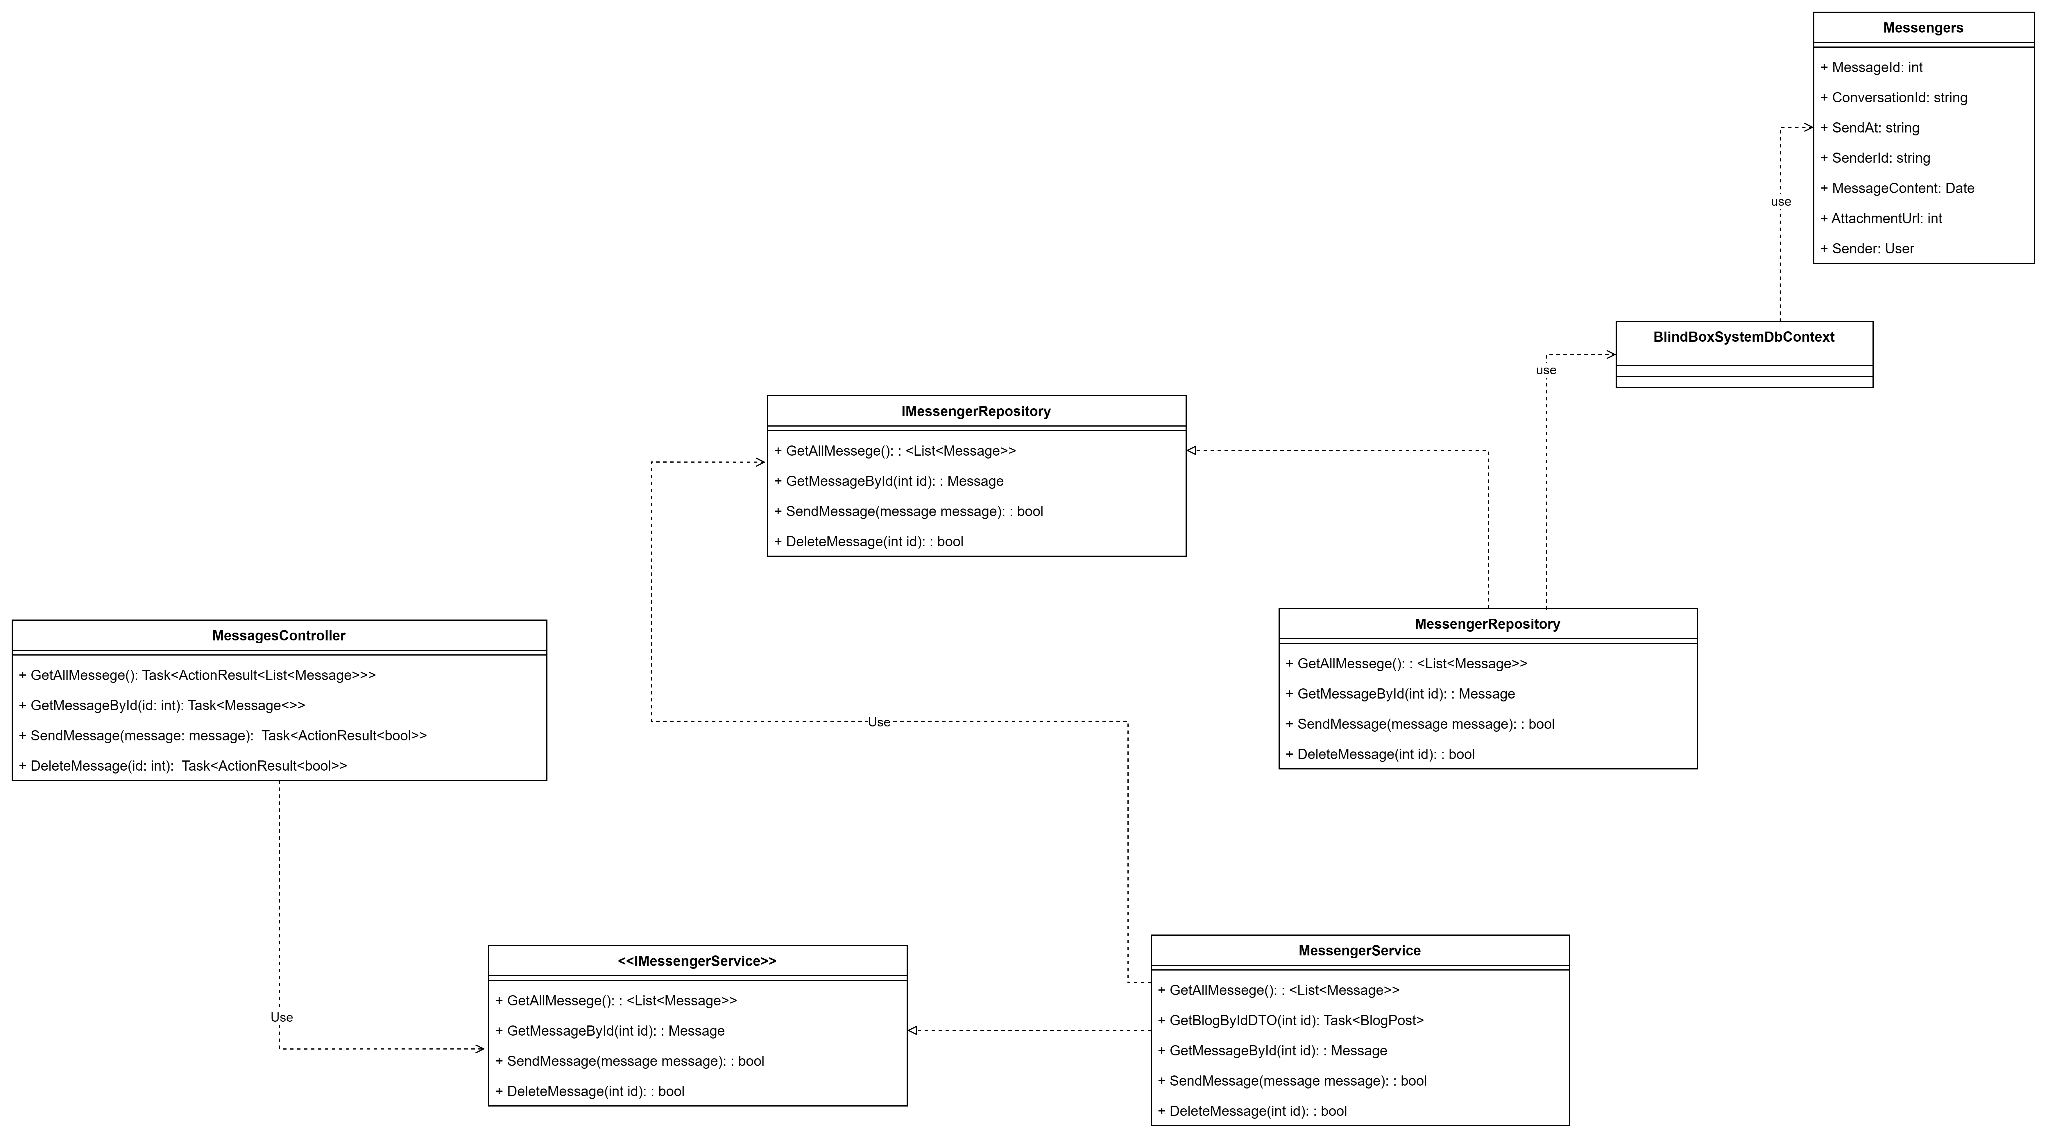 Messengers
+ MessageId: int
+ ConversationId: string
+ SendAt: string
+ SenderId: string
+ MessageContent: Date
+ AttachmentUrl: int
+ Sender: User
use
BlindBoxSystemDbContext
use
IMessengerRepository
+ GetAllMessege(): : <List<Message>>
+ GetMessageById(int id): : Message
+ SendMessage(message message): : bool
+ DeleteMessage(int id): : bool
MessengerRepository
+ GetAllMessege(): : <List<Message>>
+ GetMessageById(int id): : Message
+ SendMessage(message message): : bool
+ DeleteMessage(int id): : bool
MessagesController
+ GetAllMessege(): Task<ActionResult<List<Message>>>
+ GetMessageById(id: int): Task<Message<>>
+ SendMessage(message: message):  Task<ActionResult<bool>>
+ DeleteMessage(id: int):  Task<ActionResult<bool>>
Use
Use
<<IMessengerService>>
+ GetAllMessege(): : <List<Message>>
+ GetMessageById(int id): : Message
+ SendMessage(message message): : bool
+ DeleteMessage(int id): : bool
MessengerService
+ GetAllMessege(): : <List<Message>>
+ GetBlogByIdDTO(int id): Task<BlogPost>
+ GetMessageById(int id): : Message
+ SendMessage(message message): : bool
+ DeleteMessage(int id): : bool